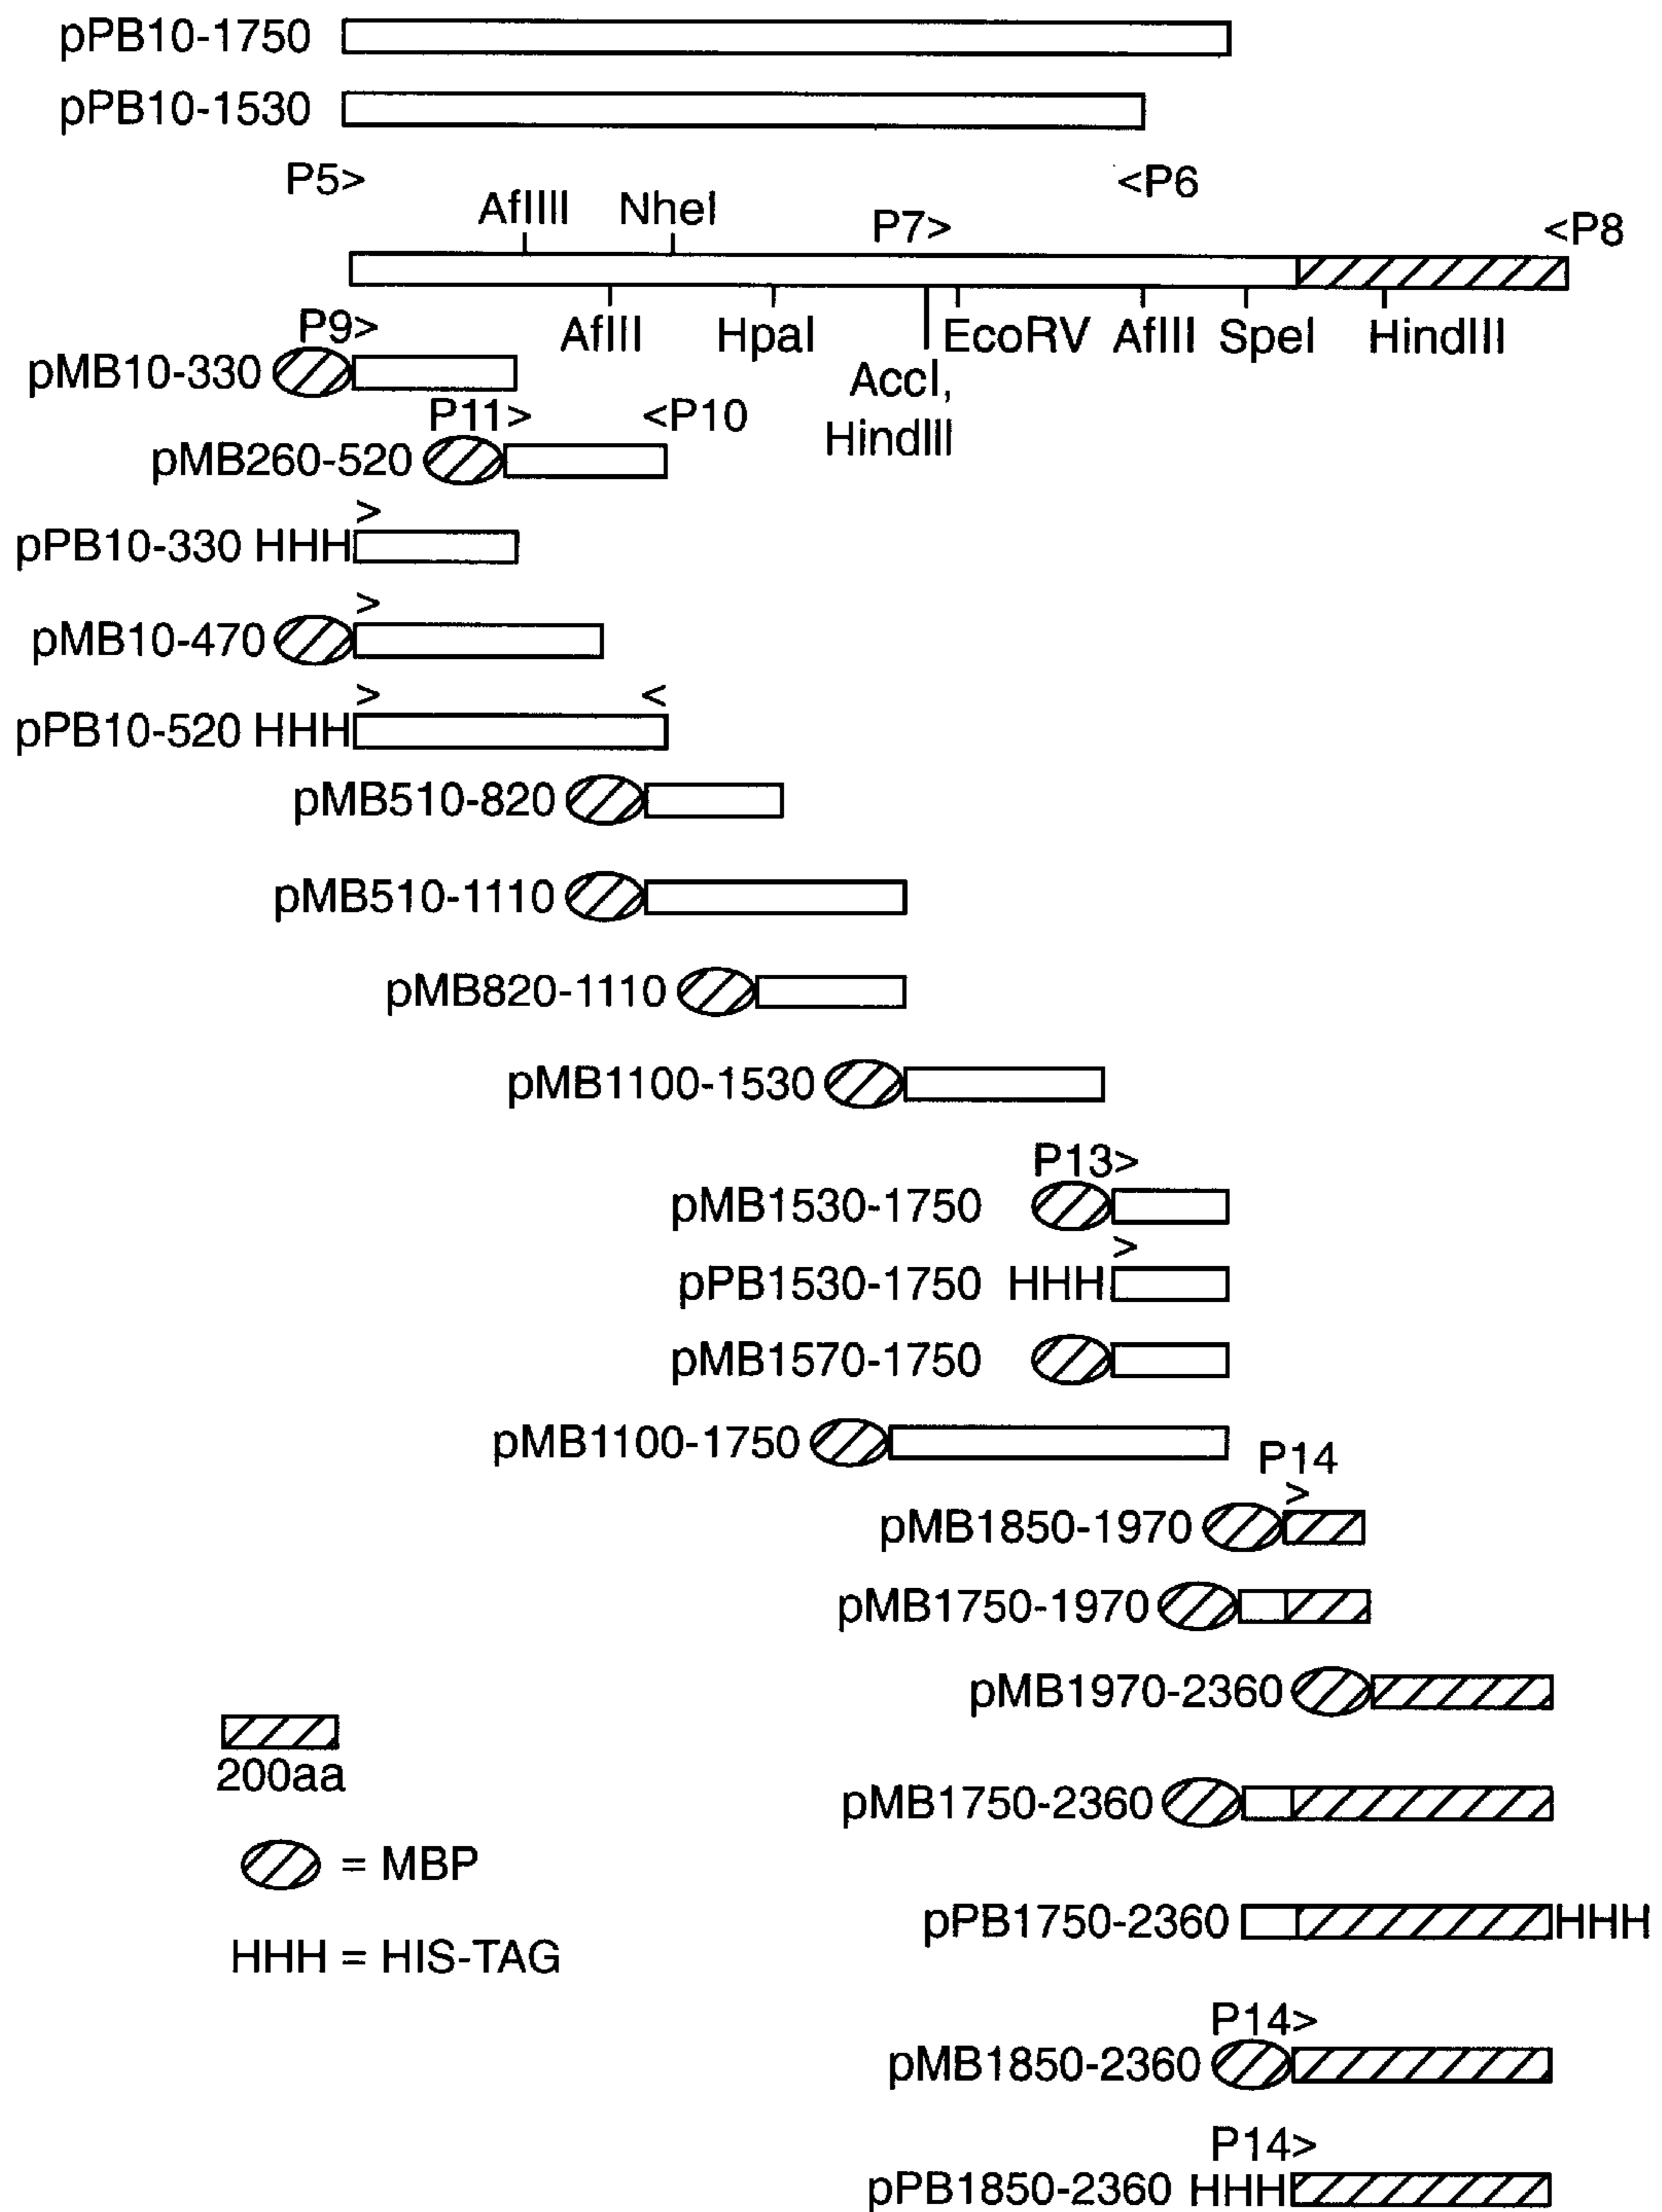 pPB10-1750
pPB10-1530
P5> <P6
AflIII NheI P7> <P8
P9> AflII HpaI EcoRV AflII SpeI HindIII
AccI,
HindIII
pMB10-330
P11> <P10
pMB260-520
>
pPB10-330 HHH
>
pMB10-470
> <
pPB10-520 HHH
pMB510-820
pMB510-1110
pMB820-1110
pMB1100-1530
P13>
pMB1530-1750
>
pPB1530-1750 HHH
pMB1570-1750
pMB1100-1750
P14
>
pMB1850-1970
pMB1750-1970
pMB1970-2360
200aa
pMB1750-2360
= MBP
pPB1750-2360 HHH
HHH = HIS-TAG
P14>
pMB1850-2360
P14>
pPB1850-2360 HHH